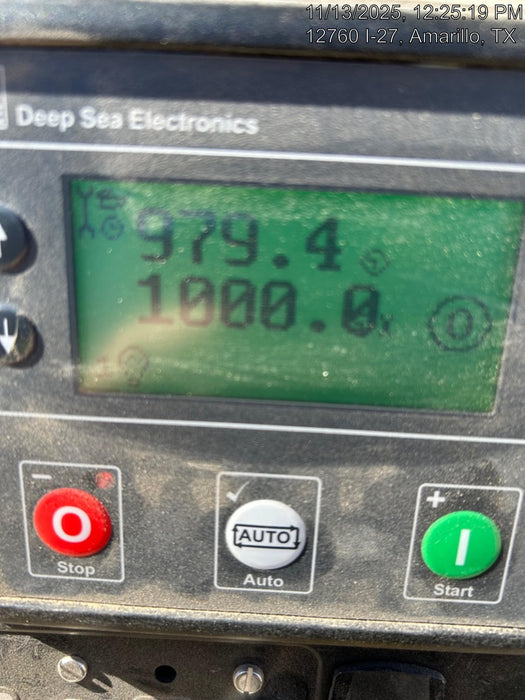 11/13/2025, 12:25:19 PM
12760 I-27, Amarillo, TX
Deep Sea Electronics
979.4
1000.0
0
− +
O AUTO I
Stop Auto Start